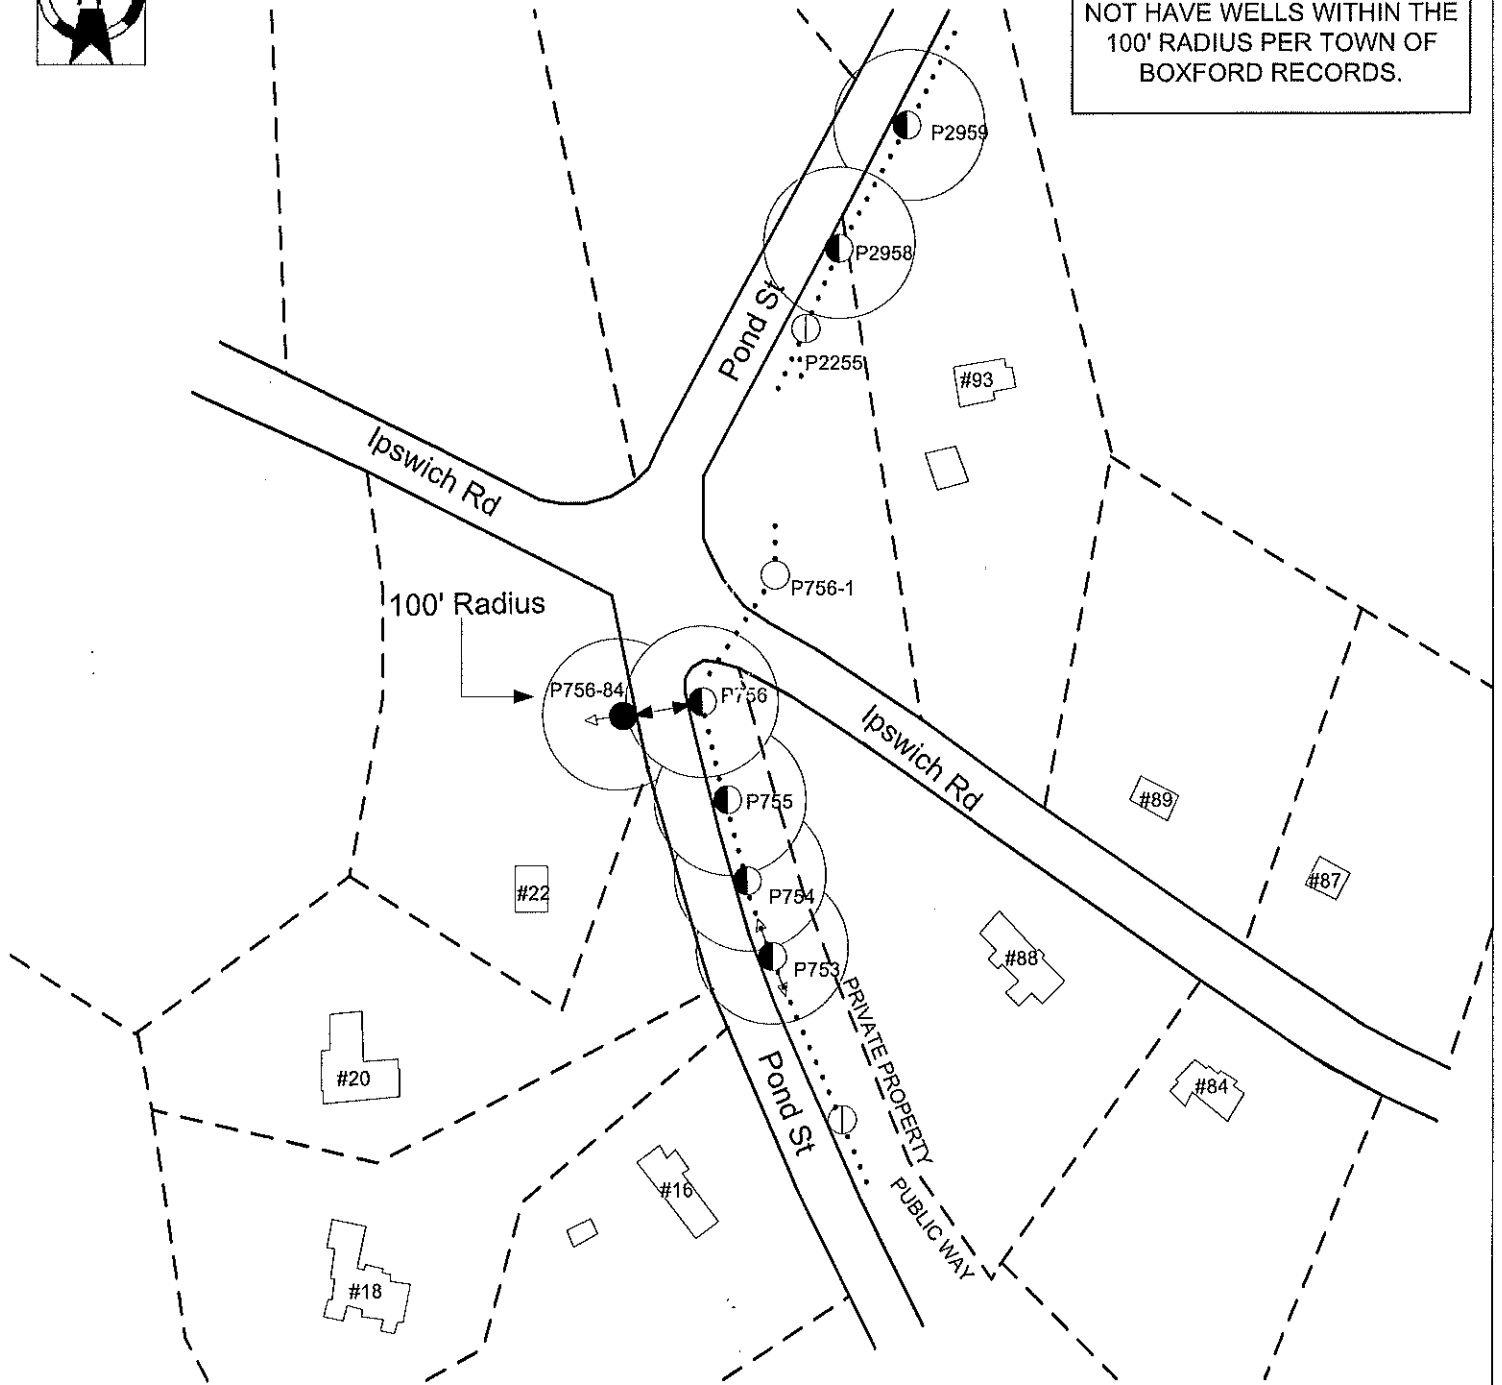 NOT HAVE WELLS WITHIN THE
100' RADIUS PER TOWN OF
BOXFORD RECORDS.
P2959
P2958
Pond St
P2255
#93
Ipswich Rd
P756-1
100' Radius
P756-84
P756
Ipswich Rd
P755
#89
#22
P754
#87
P753
#88
PRIVATE PROPERTY
#20
Pond St
#84
#16
PUBLIC WAY
#18